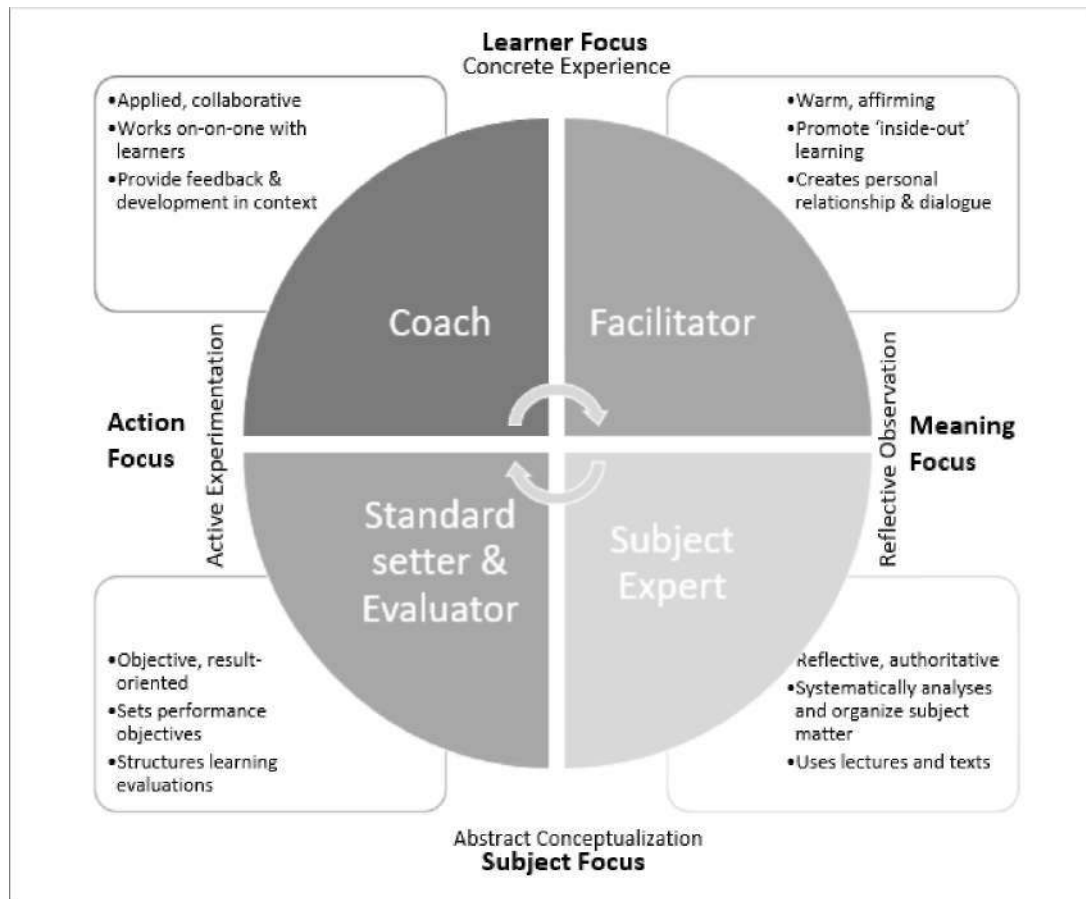 Learner Focus
Concrete Experience
•Applied, collaborative
•Works on-on-one with
learners
•Provide feedback &
development in context
•Warm, affirming
•Promote ‘inside-out’
learning
•Creates personal
relationship & dialogue
Coach
Facilitator
Action
Focus
Active Experimentation
Reflective Observation
Meaning
Focus
Standard
setter &
Evaluator
Subject
Expert
•Objective, result-
oriented
•Sets performance
objectives
•Structures learning
evaluations
Reflective, authoritative
•Systematically analyses
and organize subject
matter
•Uses lectures and texts
Abstract Conceptualization
Subject Focus